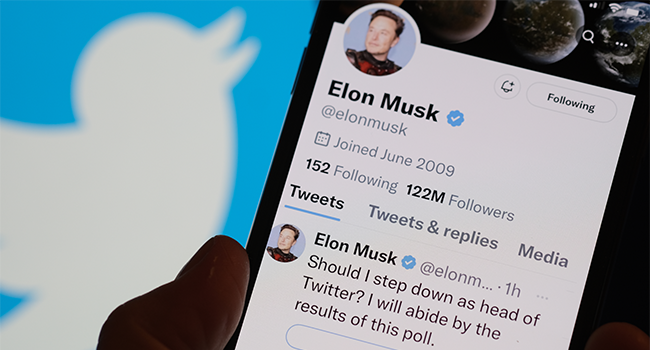 Following
Elon Musk
@elonmusk
Joined June 2009
152 Following 122M Followers
Tweets Tweets & replies Media
Elon Musk @elonm... · 1h
Should I step down as head of
Twitter? I will abide by the
results of this poll.